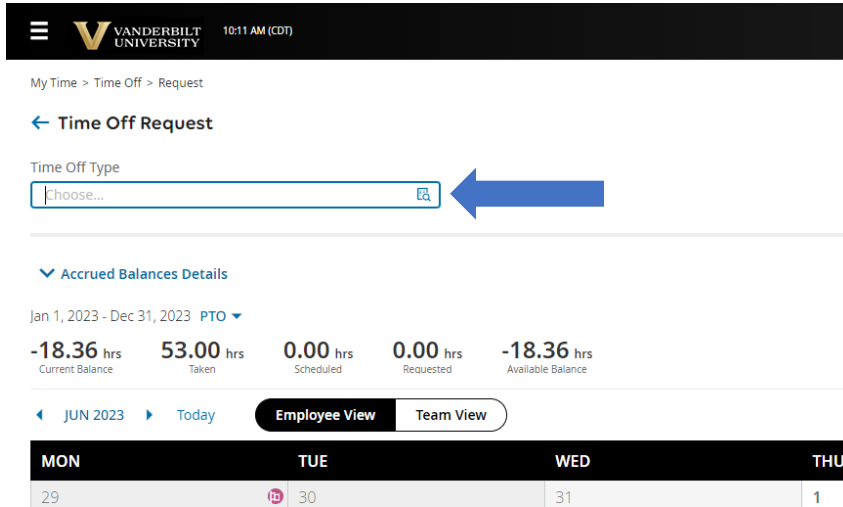 VANDERBILT
UNIVERSITY
10:11 AM (CDT)
My Time > Time Off > Request
Time Off Request
Time Off Type
Choose...
Accrued Balances Details
Jan 1, 2023 - Dec 31, 2023 PTO
-18.36 hrs 53.00 hrs 0.00 hrs 0.00 hrs -18.36 hrs
Current Balance Taken Scheduled Requested Available Balance
JUN 2023 Today Employee View Team View
MON TUE WED THU
29 30 31 1